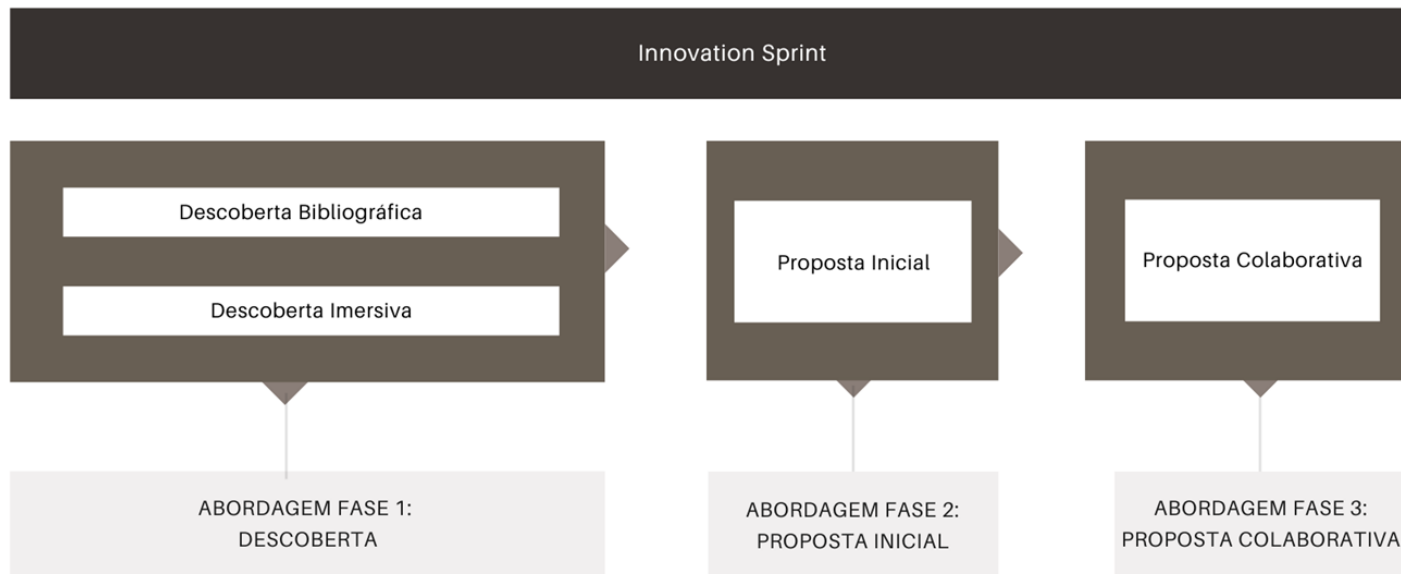 Innovation Sprint
Descoberta Bibliográfica
Descoberta Imersiva
Proposta Inicial
Proposta Colaborativa
ABORDAGEM FASE 1:
DESCOBERTA
ABORDAGEM FASE 2:
PROPOSTA INICIAL
ABORDAGEM FASE 3:
PROPOSTA COLABORATIVA